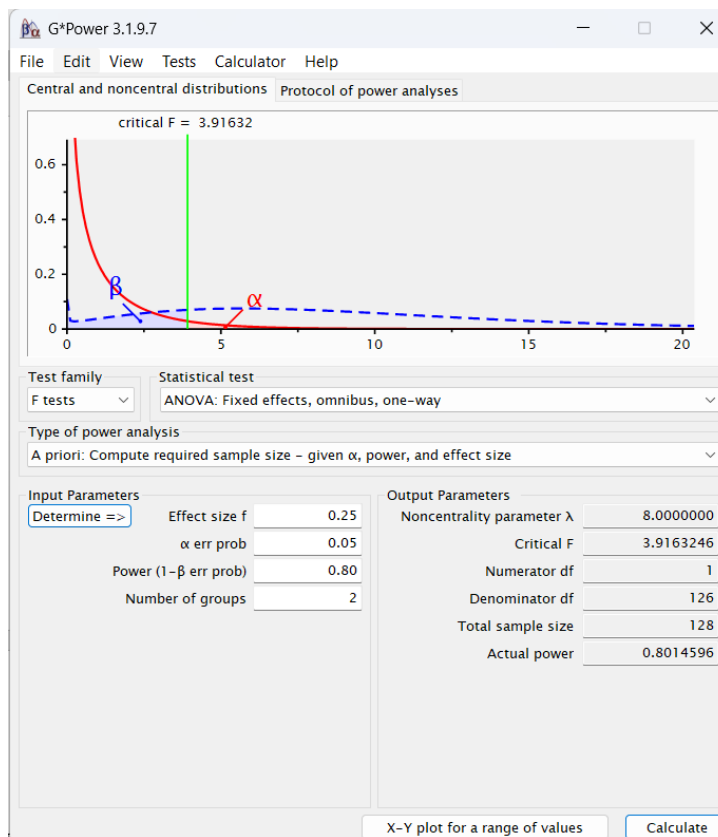 G*Power 3.1.9.7
File Edit View Tests Calculator Help
Central and noncentral distributions Protocol of power analyses
critical F = 3.91632
0.6
0.4
0.2
0
β
α
0 5 10 15 20
Test family Statistical test
F tests ANOVA: Fixed effects, omnibus, one-way
Type of power analysis
A priori: Compute required sample size - given α, power, and effect size
Input Parameters
Determine => Effect size f 0.25
α err prob 0.05
Power (1-β err prob) 0.80
Number of groups 2
Output Parameters
Noncentrality parameter λ 8.0000000
Critical F 3.9163246
Numerator df 1
Denominator df 126
Total sample size 128
Actual power 0.8014596
X-Y plot for a range of values Calculate